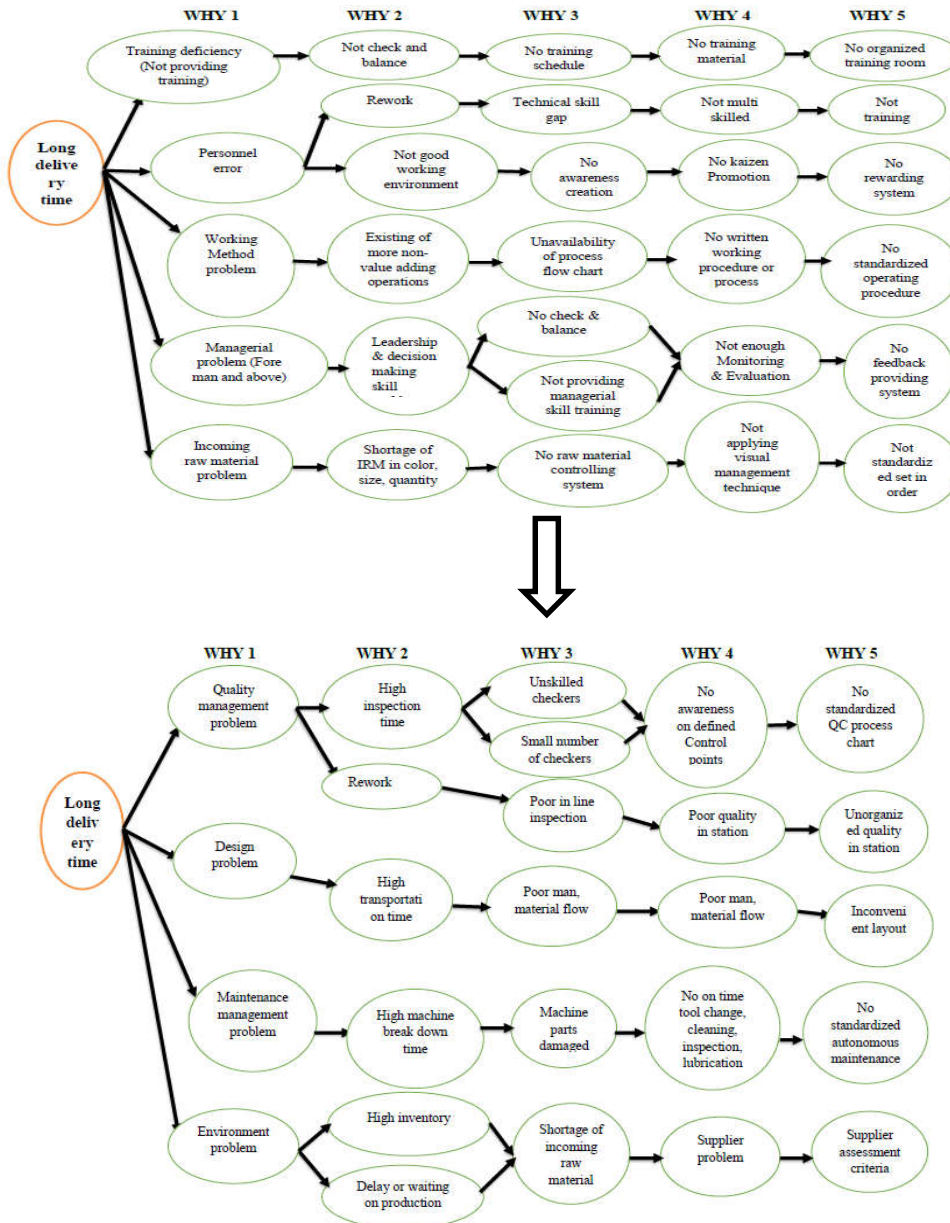 WHY 1 WHY 2 WHY 3 WHY 4 WHY 5
Training deficiency
(Not providing
training)
Not check and
balance
No training
schedule
No training
material
No organized
training room
Rework
Technical skill
gap
Not multi
skilled
Not
training
Long
delive
ry
time
Personnel
error
Not good
working
environment
No
awareness
creation
No kaizen
Promotion
No
rewarding
system
Working
Method
problem
Existing of
more non-
value adding
operations
Unavailability
of process
flow chart
No written
working
procedure or
process
No
standardized
operating
procedure
Managerial
problem (Fore
man and above)
Leadership
& decision
making
skill
No check &
balance
Not providing
managerial
skill training
Not enough
Monitoring
& Evaluation
No
feedback
providing
system
Incoming
raw material
problem
Shortage of
IRM in color,
size, quantity
No raw material
controlling
system
Not
applying
visual
management
technique
Not
standardiz
ed set in
order
WHY 1 WHY 2 WHY 3 WHY 4 WHY 5
Quality
management
problem
High
inspection
time
Unskilled
checkers
Small number
of checkers
No
awareness
on defined
Control
points
No
standardized
QC process
chart
Rework
Poor in line
inspection
Poor quality
in station
Unorganiz
ed quality
in station
Long
deliv
ery
time
Design
problem
High
transportati
on time
Poor man,
material flow
Poor man,
material flow
Inconveni
ent layout
Maintenance
management
problem
High machine
break down
time
Machine
parts
damaged
No on time
tool change,
cleaning,
inspection,
lubrication
No
standardized
autonomous
maintenance
Environment
problem
High inventory
Delay or waiting
on production
Shortage of
incoming
raw
material
Supplier
problem
Supplier
assessment
criteria